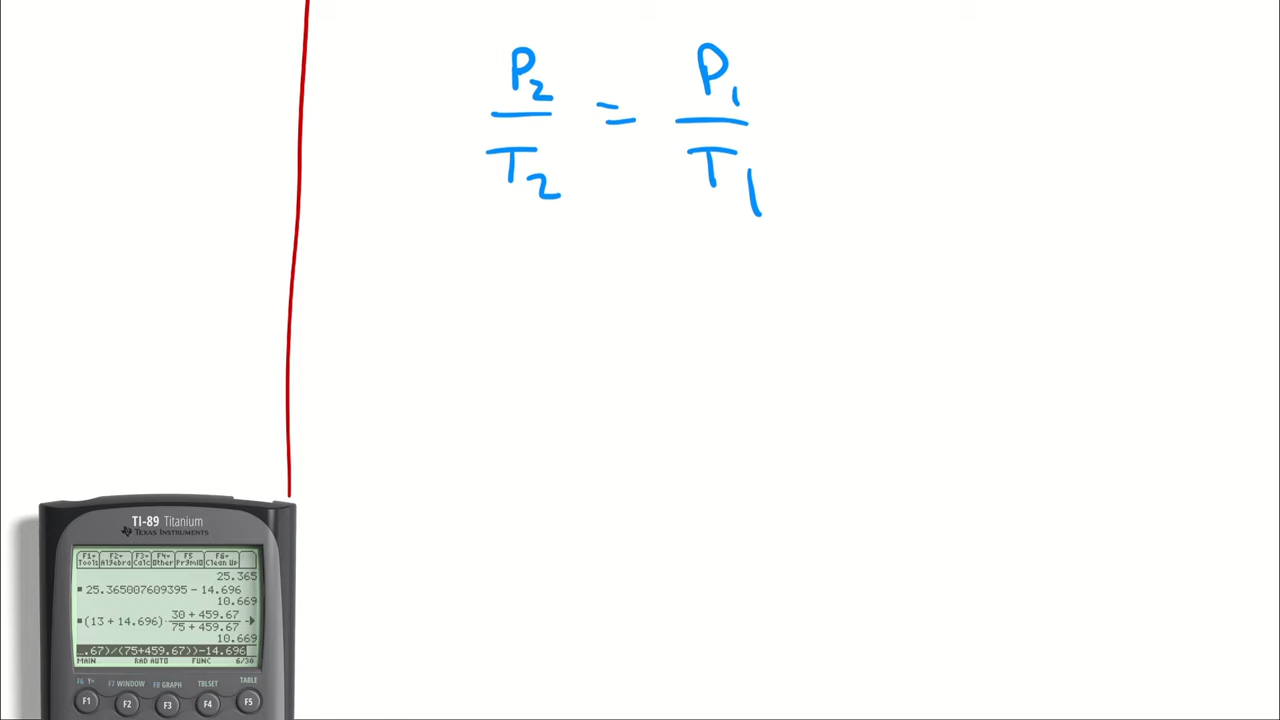 P₂ = P₁
T₂ T₁
TI-89 Titanium
TEXAS INSTRUMENTS
F1 F2 F3 F4 F5 F6
Tools Algebra Calc Other PrgmIO Clean Up
25.365
25.365007609395 - 14.696
10.669
(13 + 14.696)· 30 + 459.67
75 + 459.67
10.669
….67)/(75+459.67))-14.696
MAIN RAD AUTO FUNC 6/30
F6 Y= F7 WINDOW F8 GRAPH TBLSET TABLE
F1 F2 F3 F4 F5